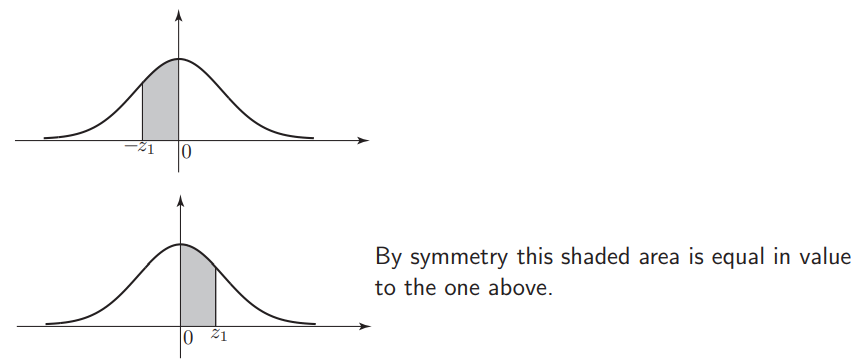 −z₁ 0
By symmetry this shaded area is equal in value
to the one above.
0 z₁